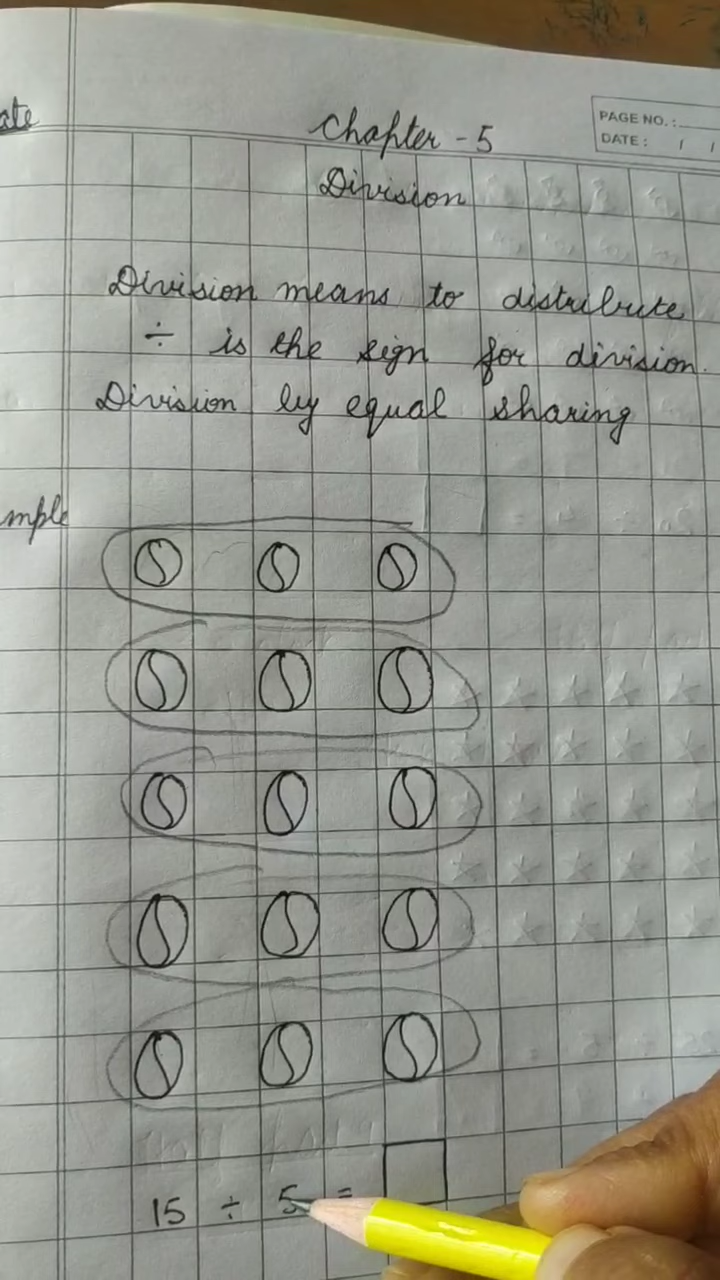 ate
Chapter - 5
PAGE NO.:
DATE: / /
Division
Division means to distribute
÷ is the sign for division.
Division by equal sharing
mple
15 ÷ 5 =